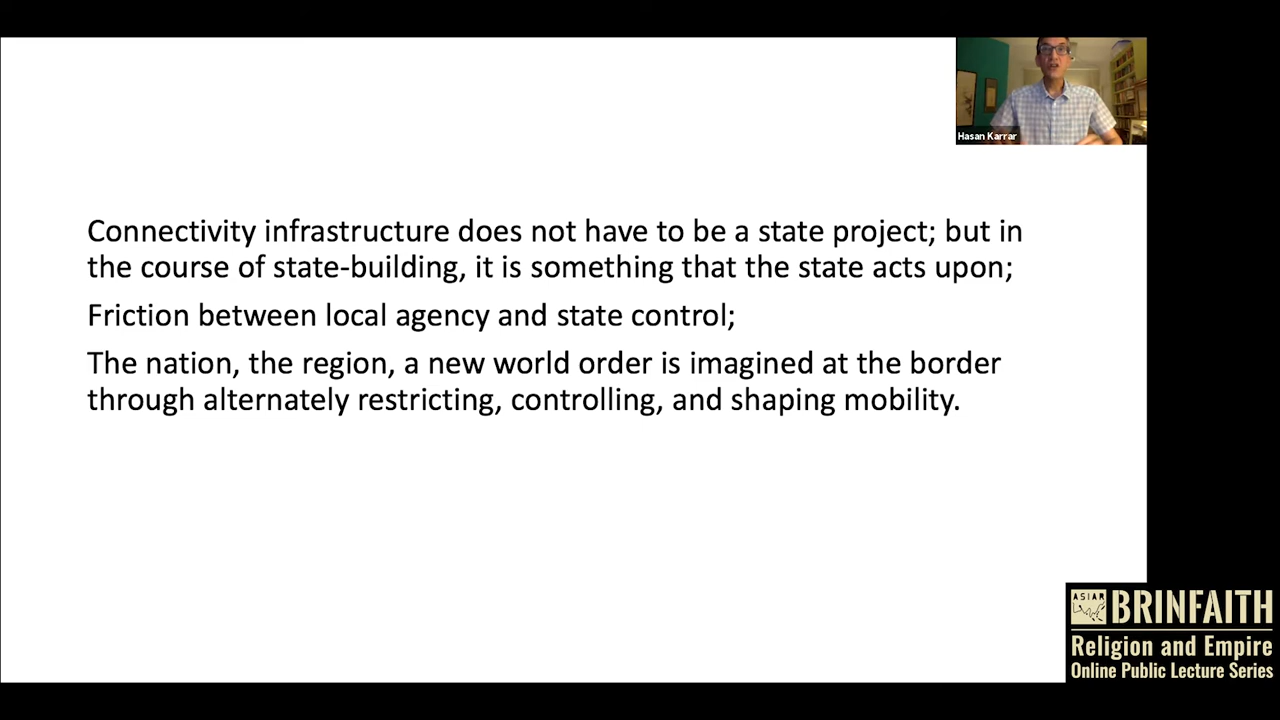 Hasan Karrar
Connectivity infrastructure does not have to be a state project; but in
the course of state-building, it is something that the state acts upon;
Friction between local agency and state control;
The nation, the region, a new world order is imagined at the border
through alternately restricting, controlling, and shaping mobility.
ASIAR
BRINFAITH
Religion and Empire
Online Public Lecture Series